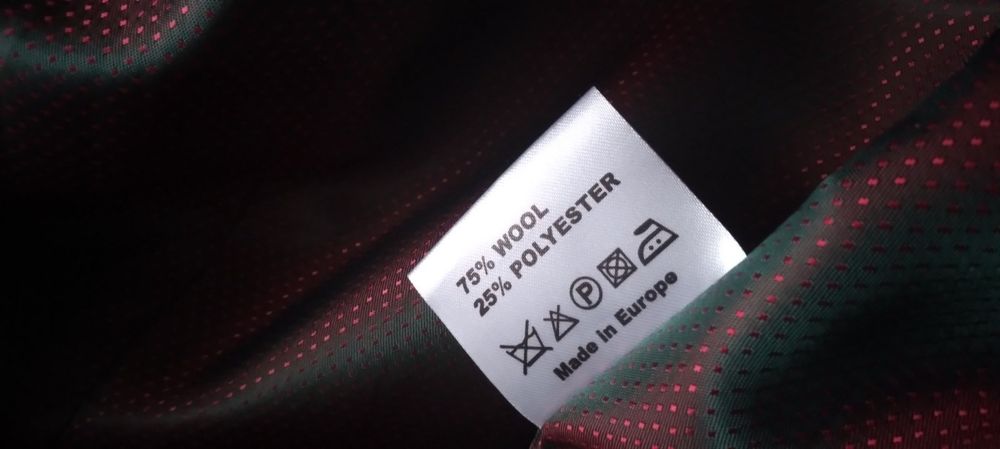 75% WOOL
25% POLYESTER
P
Made in Europe